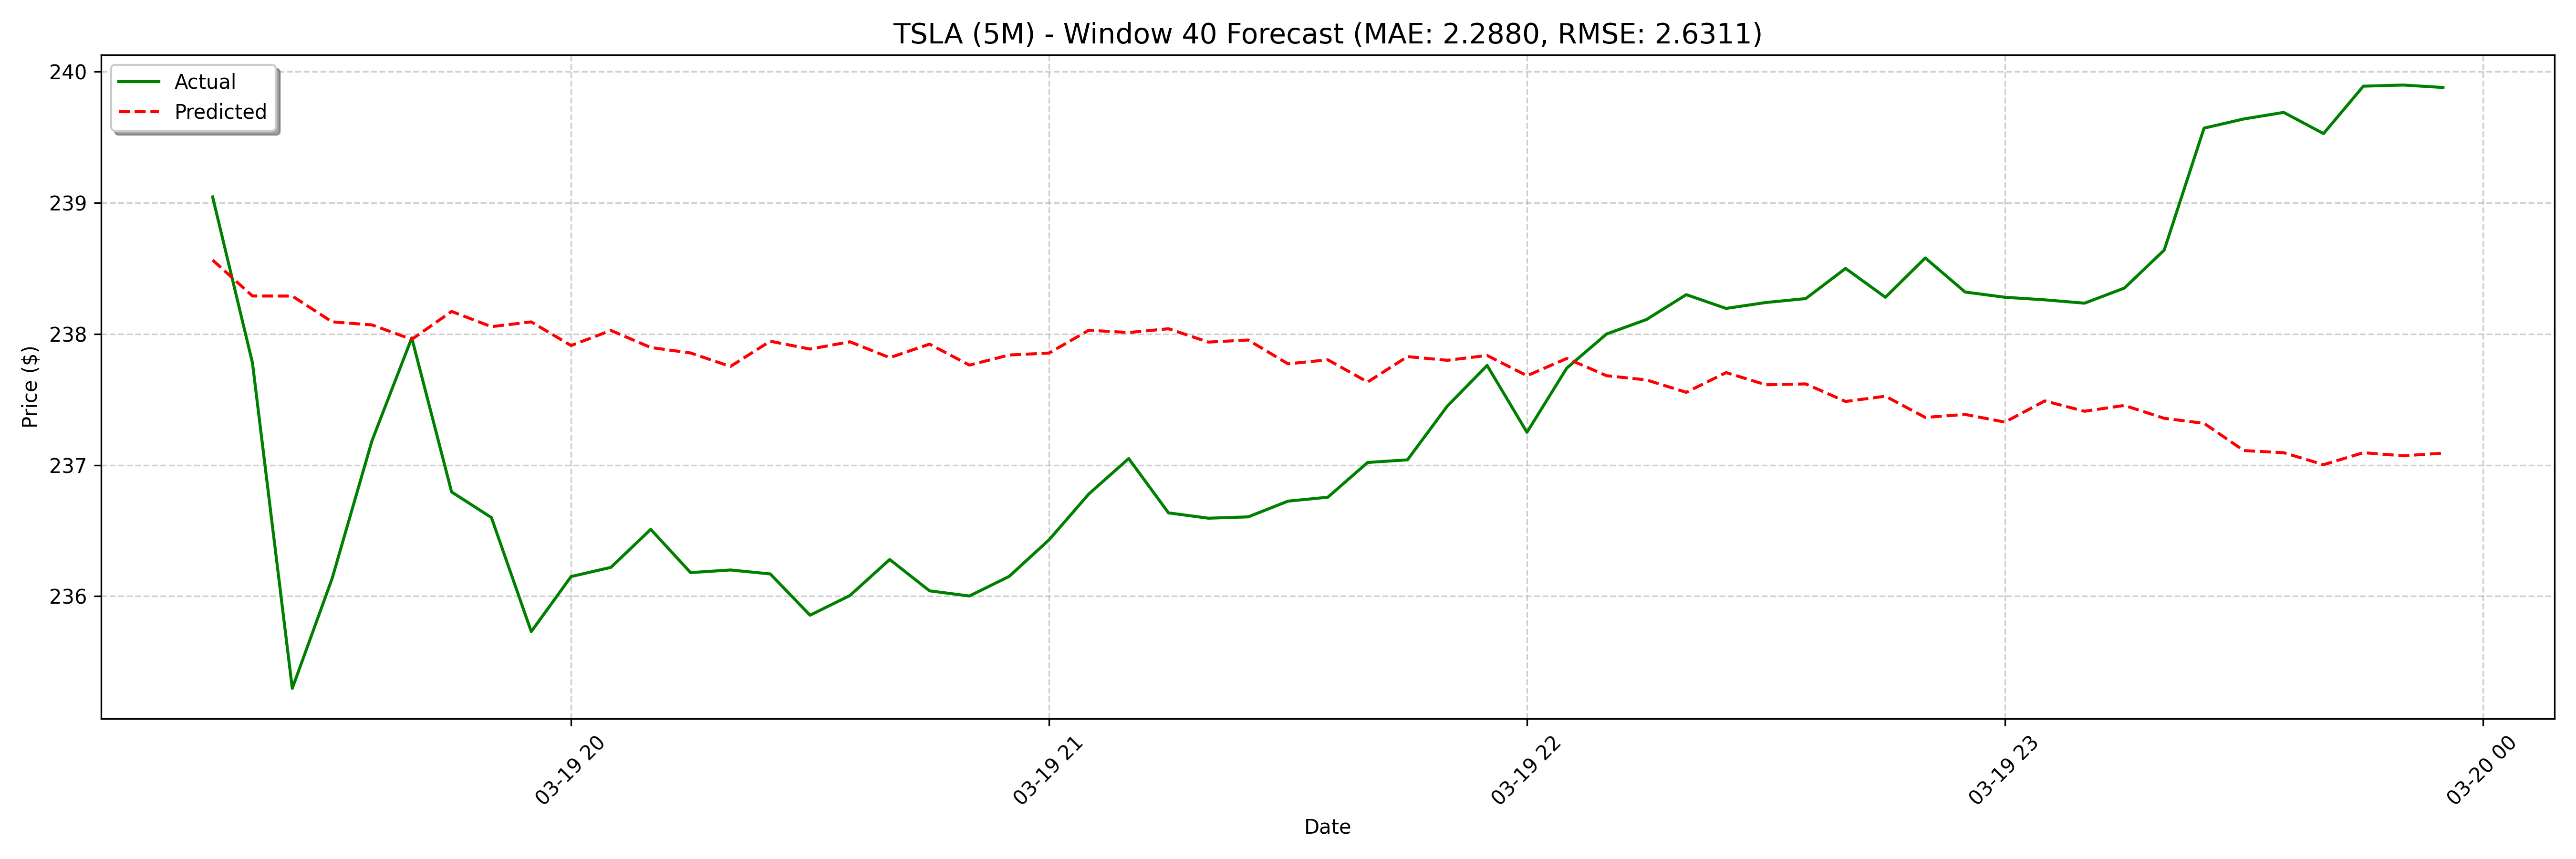 TSLA (5M) - Window 40 Forecast (MAE: 2.2880, RMSE: 2.6311)
Actual
Predicted
240
239
238
237
236
Price ($)
03-19 20
03-19 21
03-19 22
03-19 23
03-20 00
Date